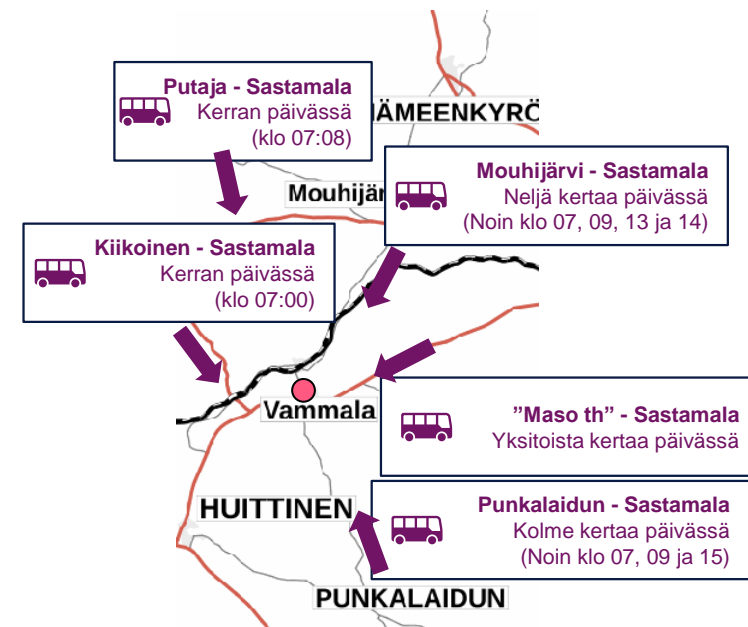 Putaja - Sastamala
Kerran päivässä
(klo 07:08)
ÄMEENKYRÖ
Mouhijär
Mouhijärvi - Sastamala
Neljä kertaa päivässä
(Noin klo 07, 09, 13 ja 14)
Kiikoinen - Sastamala
Kerran päivässä
(klo 07:00)
Vammala
”Maso th” - Sastamala
Yksitoista kertaa päivässä
HUITTINEN
Punkalaidun - Sastamala
Kolme kertaa päivässä
(Noin klo 07, 09 ja 15)
PUNKALAIDUN